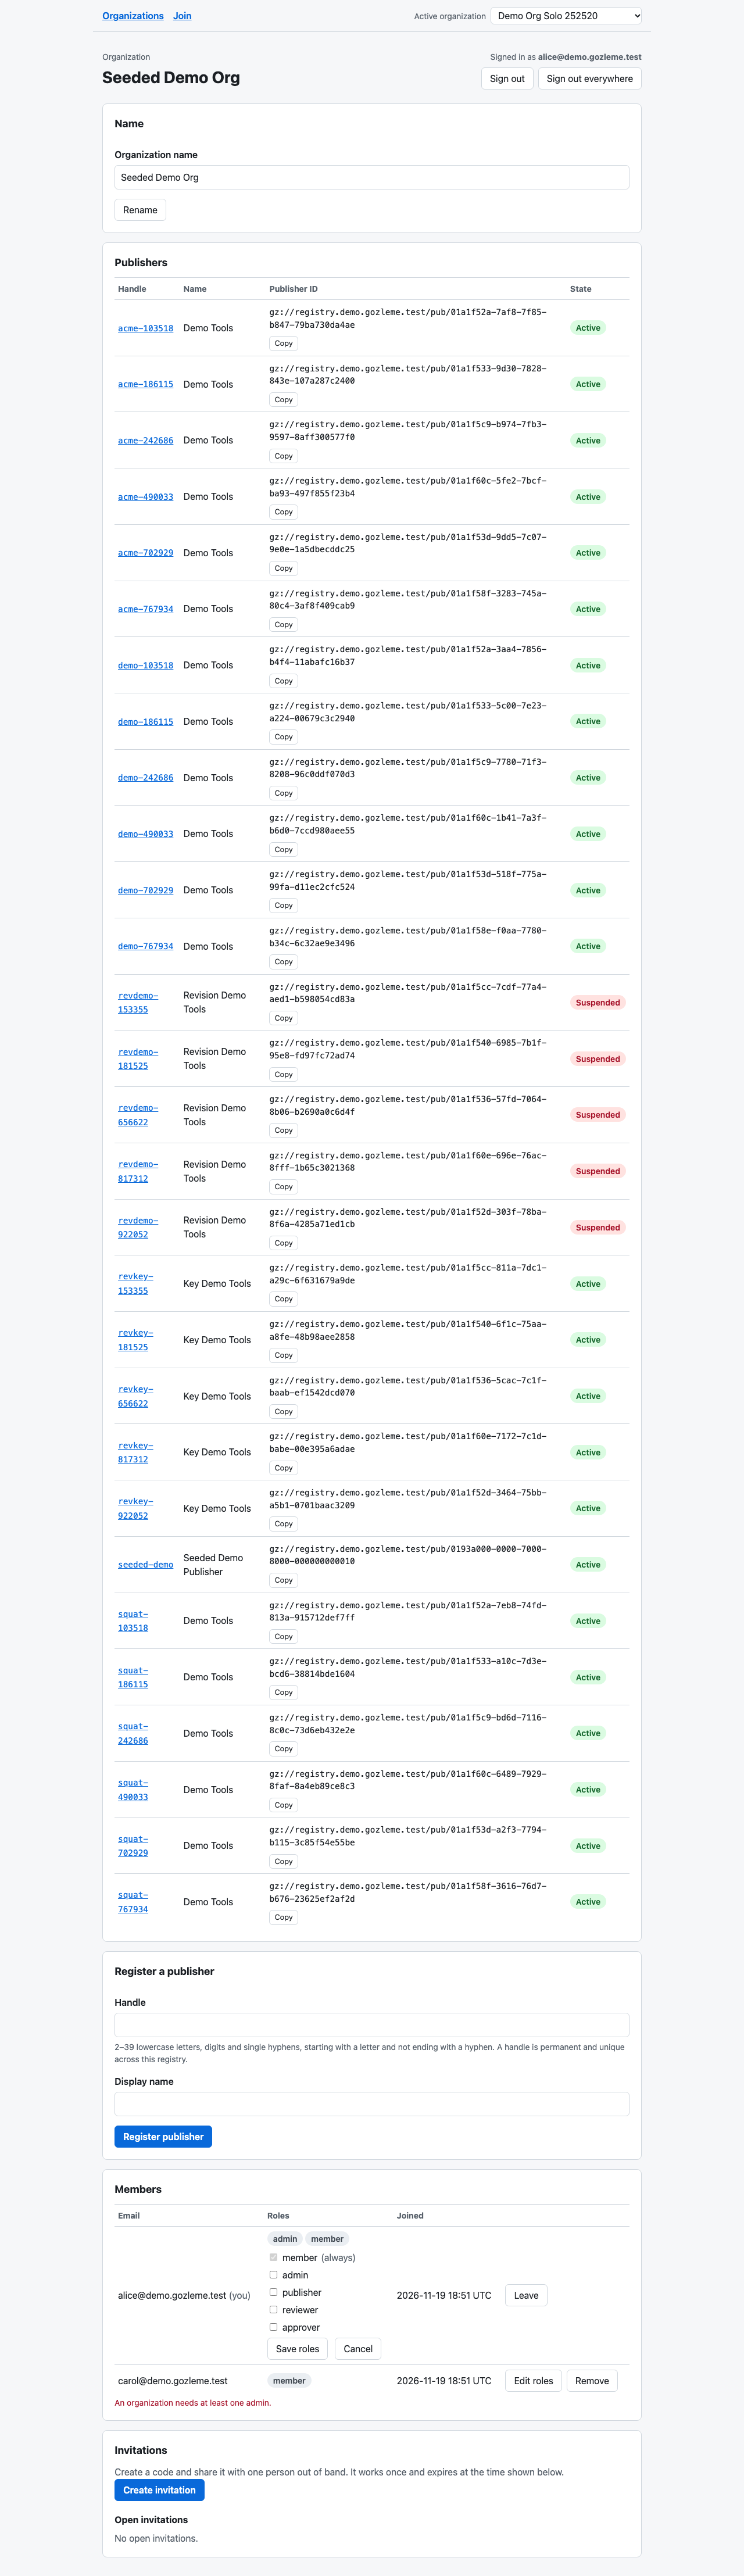 Organizations Join Active organization Demo Org Solo 252520
Organization Signed in as alice@demo.gozleme.test
Seeded Demo Org Sign out Sign out everywhere
Name
Organization name
Seeded Demo Org
Rename
Publishers
Handle Name Publisher ID State
acme-103518 Demo Tools gz://registry.demo.gozleme.test/pub/01a1f52a-7af8-7f85-
b847-79ba730da4ae Active
Copy
acme-186115 Demo Tools gz://registry.demo.gozleme.test/pub/01a1f533-9d30-7828-
843e-107a287c2400 Active
Copy
acme-242686 Demo Tools gz://registry.demo.gozleme.test/pub/01a1f5c9-b974-7fb3-
9597-8aff300577f0 Active
Copy
acme-490033 Demo Tools gz://registry.demo.gozleme.test/pub/01a1f60c-5fe2-7bcf-
ba93-497f855f23b4 Active
Copy
acme-702929 Demo Tools gz://registry.demo.gozleme.test/pub/01a1f53d-9dd5-7c07-
9e0e-1a5dbecddc25 Active
Copy
acme-767934 Demo Tools gz://registry.demo.gozleme.test/pub/01a1f58f-3283-745a-
80c4-3af8f409cab9 Active
Copy
demo-103518 Demo Tools gz://registry.demo.gozleme.test/pub/01a1f52a-3aa4-7856-
b4f4-11abafc16b37 Active
Copy
demo-186115 Demo Tools gz://registry.demo.gozleme.test/pub/01a1f533-5c00-7e23-
a224-00679c3c2940 Active
Copy
demo-242686 Demo Tools gz://registry.demo.gozleme.test/pub/01a1f5c9-7780-71f3-
8208-96c0ddf070d3 Active
Copy
demo-490033 Demo Tools gz://registry.demo.gozleme.test/pub/01a1f60c-1b41-7a3f-
b6d0-7ccd980aee55 Active
Copy
demo-702929 Demo Tools gz://registry.demo.gozleme.test/pub/01a1f53d-518f-775a-
99fa-d11ec2cfc524 Active
Copy
demo-767934 Demo Tools gz://registry.demo.gozleme.test/pub/01a1f58e-f0aa-7780-
b34c-6c32ae9e3496 Active
Copy
revdemo- Revision Demo gz://registry.demo.gozleme.test/pub/01a1f5cc-7cdf-77a4-
153355 Tools aed1-b598054cd83a Suspended
Copy
revdemo- Revision Demo gz://registry.demo.gozleme.test/pub/01a1f540-6985-7b1f-
181525 Tools 95e8-fd97fc72ad74 Suspended
Copy
revdemo- Revision Demo gz://registry.demo.gozleme.test/pub/01a1f536-57fd-7064-
656622 Tools 8b06-b2690a0c6d4f Suspended
Copy
revdemo- Revision Demo gz://registry.demo.gozleme.test/pub/01a1f60e-696e-76ac-
817312 Tools 8fff-1b65c3021368 Suspended
Copy
revdemo- Revision Demo gz://registry.demo.gozleme.test/pub/01a1f52d-303f-78ba-
922052 Tools 8f6a-4285a71ed1cb Suspended
Copy
revkey- Key Demo Tools gz://registry.demo.gozleme.test/pub/01a1f5cc-811a-7dc1-
153355 a29c-6f631679a9de Active
Copy
revkey- Key Demo Tools gz://registry.demo.gozleme.test/pub/01a1f540-6f1c-75aa-
181525 a8fe-48b98aee2858 Active
Copy
revkey- Key Demo Tools gz://registry.demo.gozleme.test/pub/01a1f536-5cac-7c1f-
656622 baab-ef1542dcd070 Active
Copy
revkey- Key Demo Tools gz://registry.demo.gozleme.test/pub/01a1f60e-7172-7c1d-
817312 babe-00e395a6adae Active
Copy
revkey- Key Demo Tools gz://registry.demo.gozleme.test/pub/01a1f52d-3464-75bb-
922052 a5b1-0701baac3209 Active
Copy
seeded-demo Seeded Demo gz://registry.demo.gozleme.test/pub/0193a000-0000-7000-
Publisher 8000-000000000010 Active
Copy
squat- Demo Tools gz://registry.demo.gozleme.test/pub/01a1f52a-7eb8-74fd-
103518 813a-915712def7ff Active
Copy
squat- Demo Tools gz://registry.demo.gozleme.test/pub/01a1f533-a10c-7d3e-
186115 bcd6-38814bde1604 Active
Copy
squat- Demo Tools gz://registry.demo.gozleme.test/pub/01a1f5c9-bd6d-7116-
242686 8c0c-73d6eb432e2e Active
Copy
squat- Demo Tools gz://registry.demo.gozleme.test/pub/01a1f60c-6489-7929-
490033 8faf-8a4eb89ce8c3 Active
Copy
squat- Demo Tools gz://registry.demo.gozleme.test/pub/01a1f53d-a2f3-7794-
702929 b115-3c85f54e55be Active
Copy
squat- Demo Tools gz://registry.demo.gozleme.test/pub/01a1f58f-3616-76d7-
767934 b676-23625ef2af2d Active
Copy
Register a publisher
Handle
2–39 lowercase letters, digits and single hyphens, starting with a letter and not ending with a hyphen. A handle is permanent and unique
across this registry.
Display name
Register publisher
Members
Email Roles Joined
admin member
member (always)
admin
alice@demo.gozleme.test (you) publisher 2026-11-19 18:51 UTC Leave
reviewer
approver
Save roles Cancel
carol@demo.gozleme.test member 2026-11-19 18:51 UTC Edit roles Remove
An organization needs at least one admin.
Invitations
Create a code and share it with one person out of band. It works once and expires at the time shown below.
Create invitation
Open invitations
No open invitations.